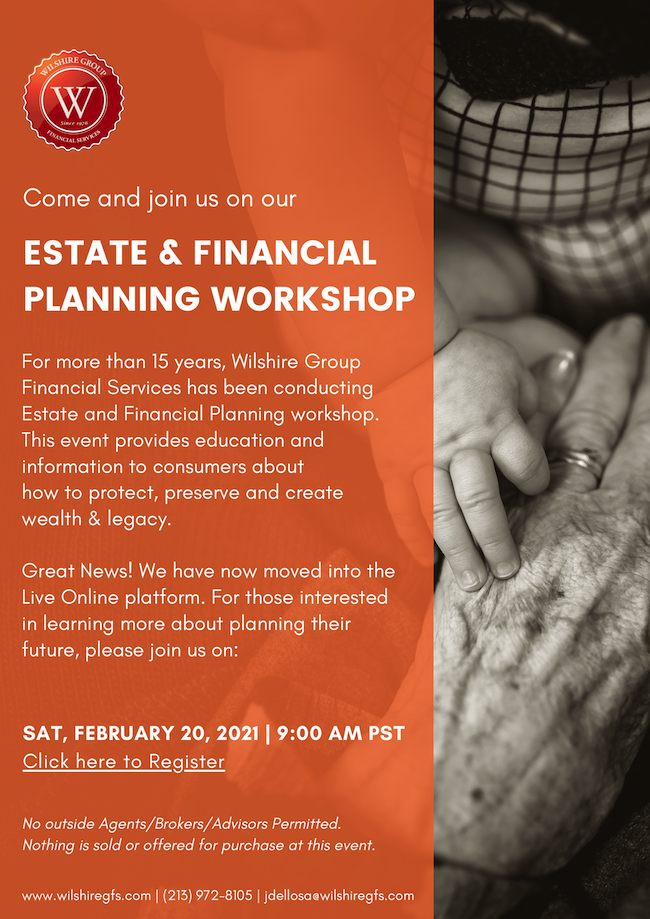 WILSHIRE GROUP
W
Since 1976
FINANCIAL SERVICES
Come and join us on our
ESTATE & FINANCIAL
PLANNING WORKSHOP
For more than 15 years, Wilshire Group
Financial Services has been conducting
Estate and Financial Planning workshop.
This event provides education and
information to consumers about
how to protect, preserve and create
wealth & legacy.
Great News! We have now moved into the
Live Online platform. For those interested
in learning more about planning their
future, please join us on:
SAT, FEBRUARY 20, 2021 | 9:00 AM PST
Click here to Register
No outside Agents/Brokers/Advisors Permitted.
Nothing is sold or offered for purchase at this event.
www.wilshiregfs.com | (213) 972-8105 | jdellosa@wilshiregfs.com